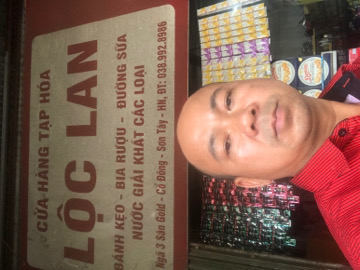 CỬA HÀNG TẠP HÓA
LỘC LAN
BÁNH KẸO - BIA RƯỢU - ĐƯỜNG SỮA
NƯỚC GIẢI KHÁT CÁC LOẠI
Ngã 3 Sân Gold - Cổ Đông - Sơn Tây - HN, ĐT: 038.992.8986